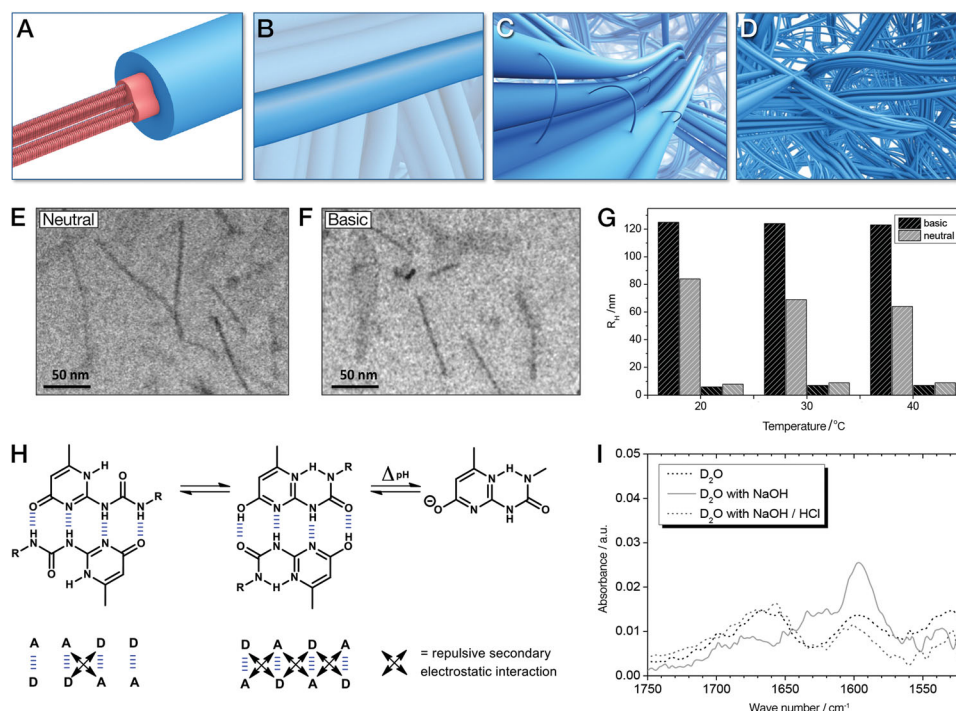 A
B
C
D
E Neutral
50 nm
F Basic
50 nm
G
basic
neutral
120
100
80
60
40
20
0
R_H/nm
20
30
40
Temperature/°C
H
H
N
N
O
N
H
O
N
H
R
H
H
H
H
N
R
N
O
N
N
O
N
H
H
R
O
N
N
N
O
H
H
H
H
O
N
N
OH
R
N
H
N
Δ pH
H
N
N
⊖O
N
N
O
H
A A D D
D D A A
D A D A
A D A D
= repulsive secondary
electrostatic interaction
I
D₂O
D₂O with NaOH
D₂O with NaOH / HCl
0.05
0.04
0.03
0.02
0.01
0.00
Absorbance / a.u.
1750
1700
1650
1600
1550
Wave number / cm⁻¹